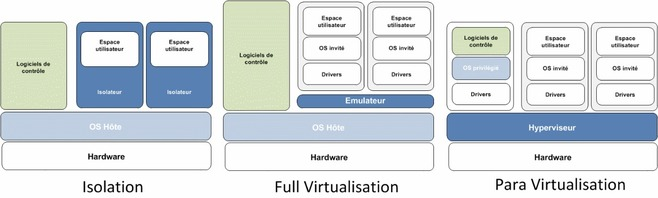 Logiciels de
contrôle
Espace
utilisateur
Isolateur
Espace
utilisateur
Isolateur
OS Hôte
Hardware
Isolation
Logiciels de
contrôle
Espace
utilisateur
OS invité
Drivers
Espace
utilisateur
OS invité
Drivers
Emulateur
OS Hôte
Hardware
Full Virtualisation
Logiciels de
contrôle
OS privilégié
Drivers
Espace
utilisateur
OS invité
Drivers
Espace
utilisateur
OS invité
Drivers
Hyperviseur
Hardware
Para Virtualisation